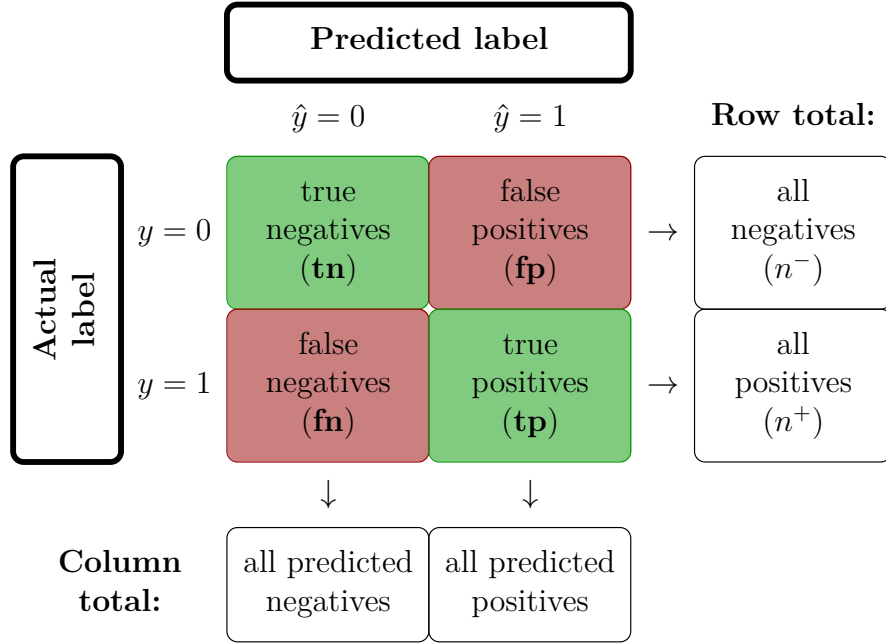 Predicted label
ŷ = 0
ŷ = 1
Row total:
Actual
label
y = 0
true
negatives
(tn)
false
positives
(fp)
→
all
negatives
(n⁻)
y = 1
false
negatives
(fn)
true
positives
(tp)
→
all
positives
(n⁺)
↓
↓
Column
total:
all predicted
negatives
all predicted
positives